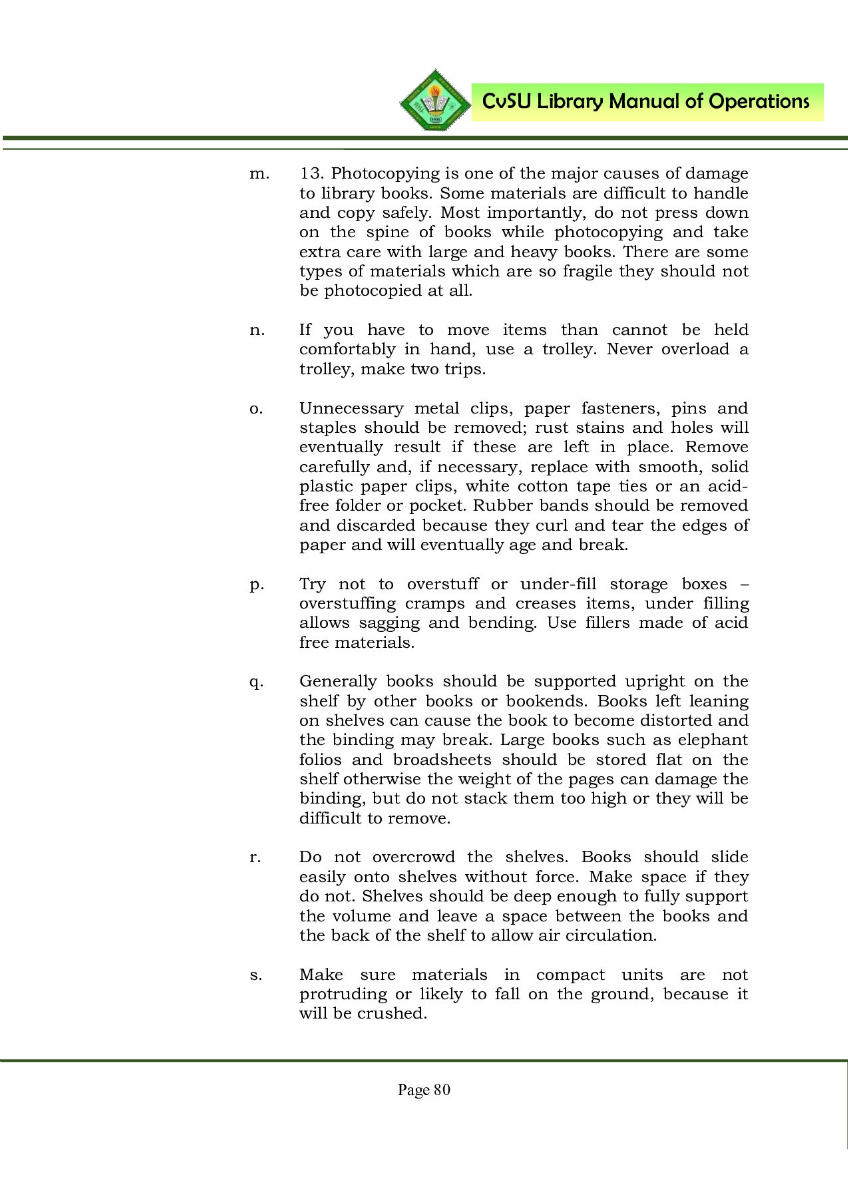 CvSU Library Manual of Operations
m. 13. Photocopying is one of the major causes of damage
to library books. Some materials are difficult to handle
and copy safely. Most importantly, do not press down
on the spine of books while photocopying and take
extra care with large and heavy books. There are some
types of materials which are so fragile they should not
be photocopied at all.
n. If you have to move items than cannot be held
comfortably in hand, use a trolley. Never overload a
trolley, make two trips.
o. Unnecessary metal clips, paper fasteners, pins and
staples should be removed; rust stains and holes will
eventually result if these are left in place. Remove
carefully and, if necessary, replace with smooth, solid
plastic paper clips, white cotton tape ties or an acid-
free folder or pocket. Rubber bands should be removed
and discarded because they curl and tear the edges of
paper and will eventually age and break.
p. Try not to overstuff or under-fill storage boxes –
overstuffing cramps and creases items, under filling
allows sagging and bending. Use fillers made of acid
free materials.
q. Generally books should be supported upright on the
shelf by other books or bookends. Books left leaning
on shelves can cause the book to become distorted and
the binding may break. Large books such as elephant
folios and broadsheets should be stored flat on the
shelf otherwise the weight of the pages can damage the
binding, but do not stack them too high or they will be
difficult to remove.
r. Do not overcrowd the shelves. Books should slide
easily onto shelves without force. Make space if they
do not. Shelves should be deep enough to fully support
the volume and leave a space between the books and
the back of the shelf to allow air circulation.
s. Make sure materials in compact units are not
protruding or likely to fall on the ground, because it
will be crushed.
Page 80